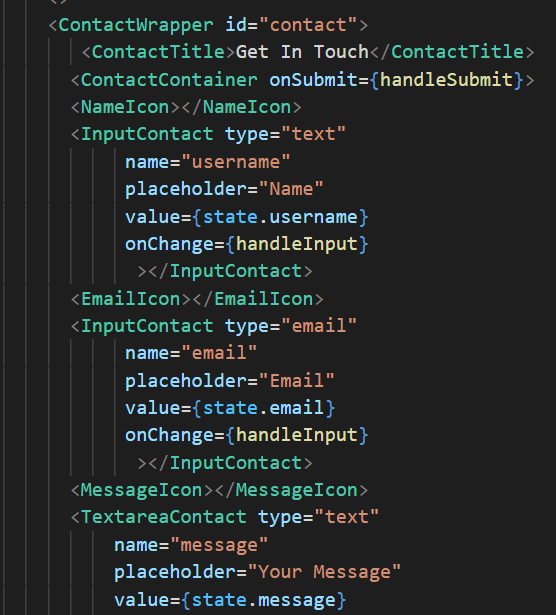 <ContactWrapper id="contact">
<ContactTitle>Get In Touch</ContactTitle>
<ContactContainer onSubmit={handleSubmit}>
<NameIcon></NameIcon>
<InputContact type="text"
name="username"
placeholder="Name"
value={state.username}
onChange={handleInput}
></InputContact>
<EmailIcon></EmailIcon>
<InputContact type="email"
name="email"
placeholder="Email"
value={state.email}
onChange={handleInput}
></InputContact>
<MessageIcon></MessageIcon>
<TextareaContact type="text"
name="message"
placeholder="Your Message"
value={state.message}